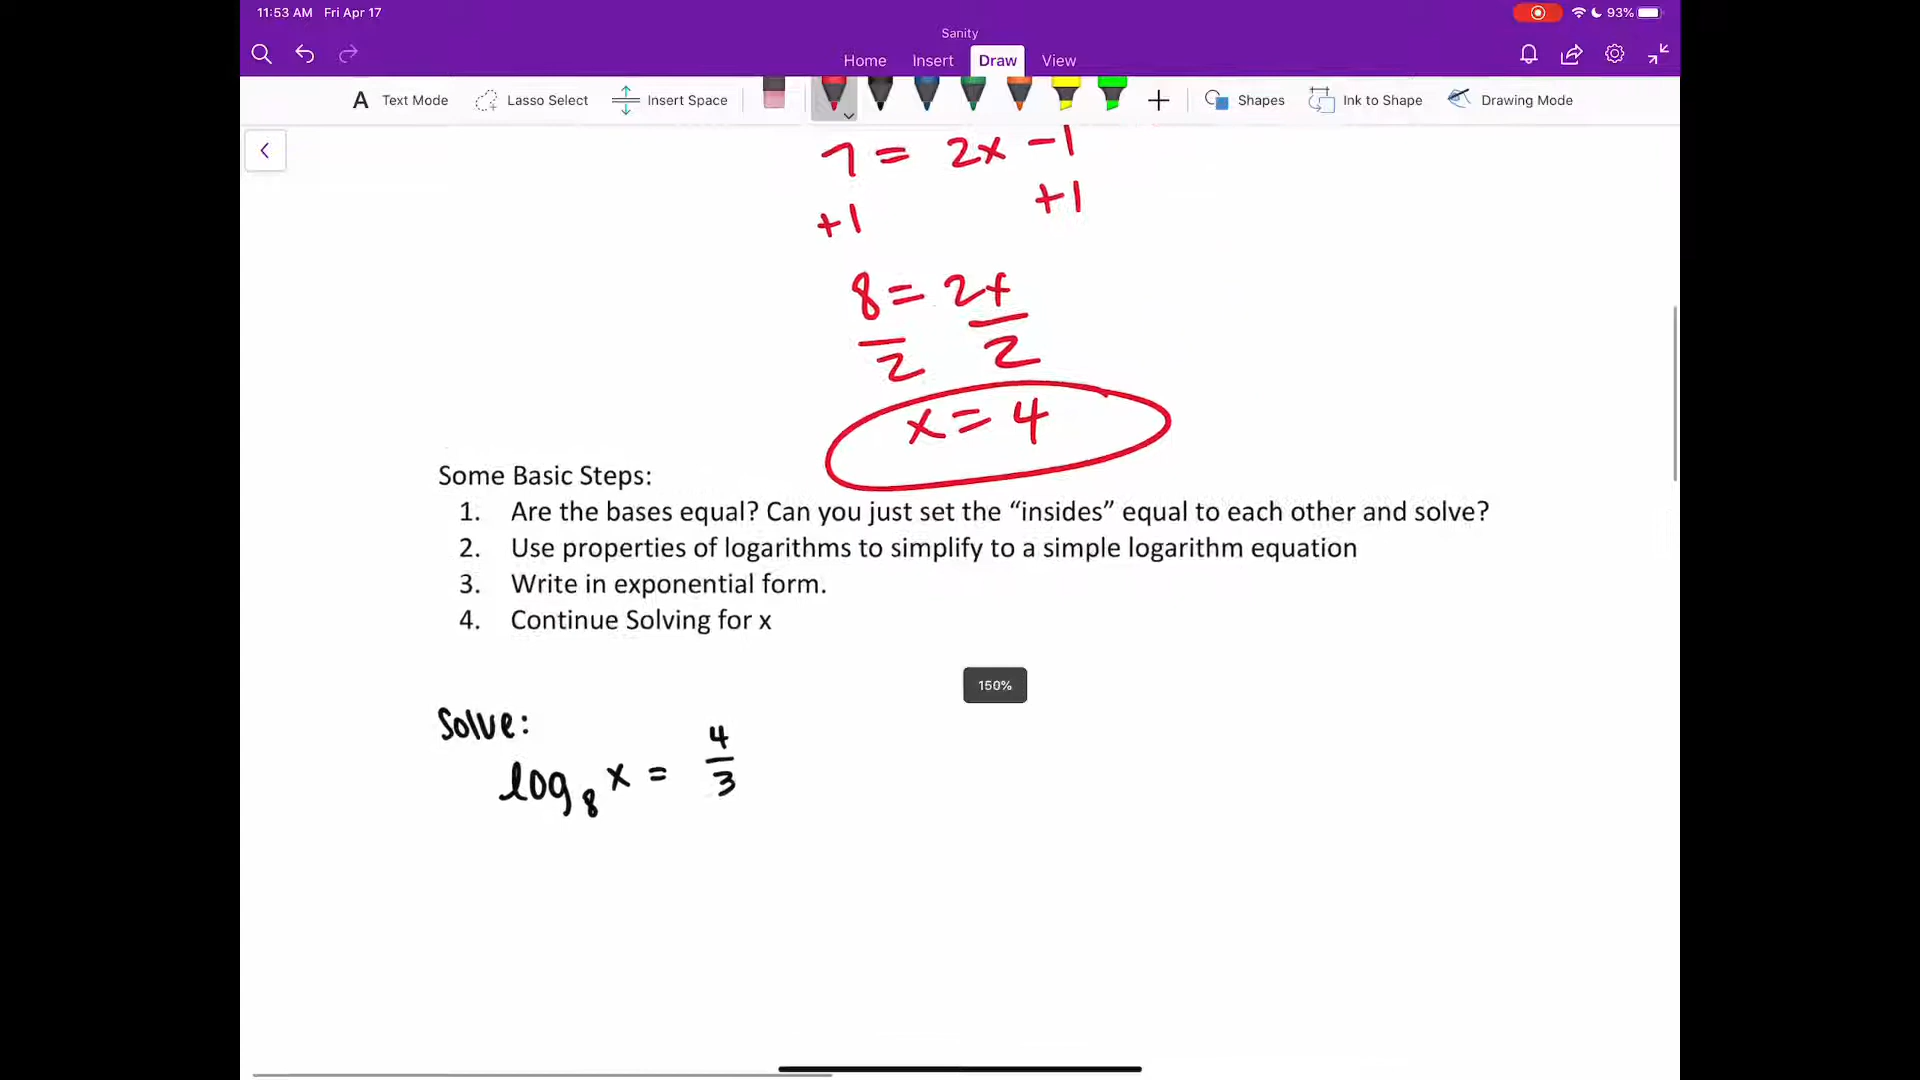 11:53 AM Fri Apr 17
93%
Sanity
Home Insert Draw View
A Text Mode Lasso Select Insert Space Shapes Ink to Shape Drawing Mode
7 = 2x - 1
+1 +1
8 = 2x
2 2
x = 4
Some Basic Steps:
1. Are the bases equal? Can you just set the “insides” equal to each other and solve?
2. Use properties of logarithms to simplify to a simple logarithm equation
3. Write in exponential form.
4. Continue Solving for x
150%
Solve:
log₈ x = 4/3